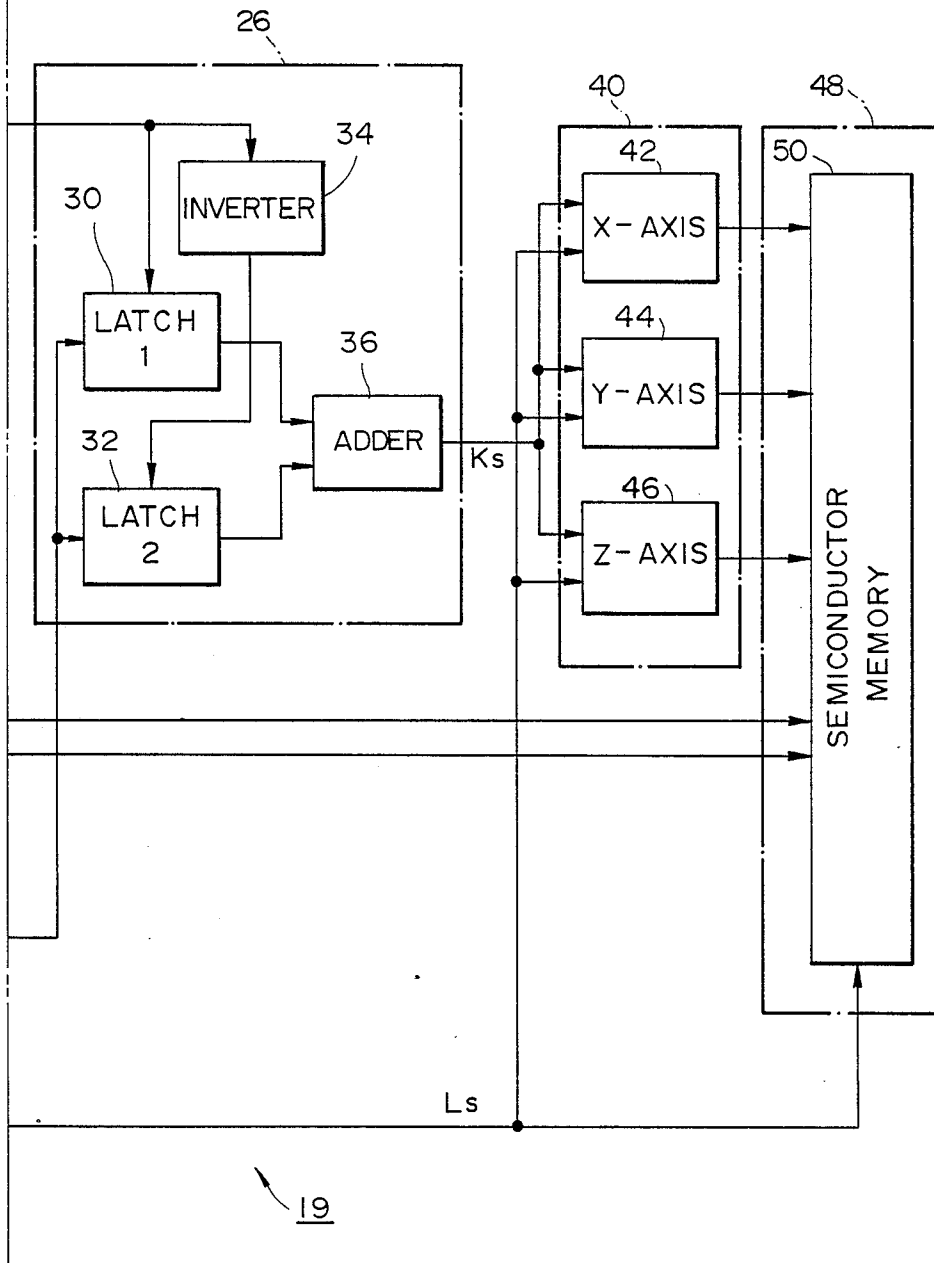 26
40
48
34
42
50
30
INVERTER
X-AXIS
LATCH
1
44
36
Y-AXIS
32
ADDER
Ks
46
LATCH
2
Z-AXIS
SEMICONDUCTOR
MEMORY
Ls
19